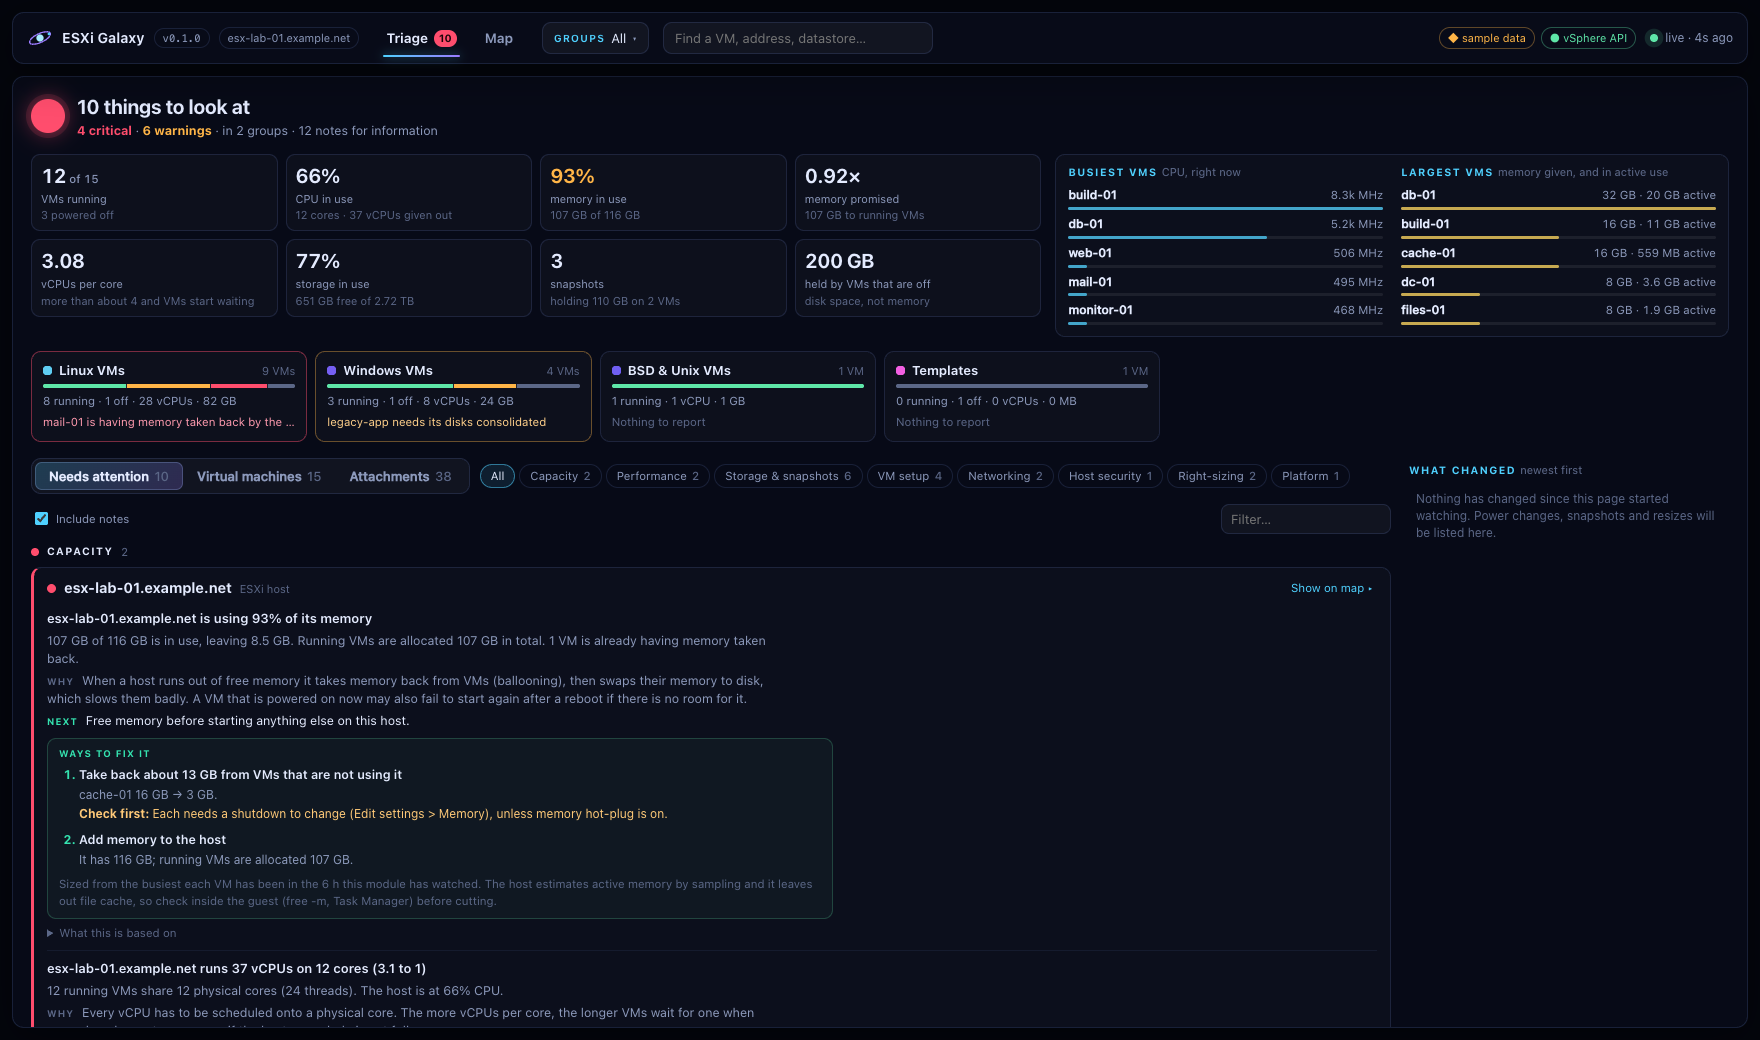 ESXi Galaxy v0.1.0 esx-lab-01.example.net Triage 10 Map GROUPS All Find a VM, address, datastore... sample data vSphere API live · 4s ago
10 things to look at
4 critical · 6 warnings · in 2 groups · 12 notes for information
12 of 15
VMs running
3 powered off
66%
CPU in use
12 cores · 37 vCPUs given out
93%
memory in use
107 GB of 116 GB
0.92×
memory promised
107 GB to running VMs
3.08
vCPUs per core
more than about 4 and VMs start waiting
77%
storage in use
651 GB free of 2.72 TB
3
snapshots
holding 110 GB on 2 VMs
200 GB
held by VMs that are off
disk space, not memory
BUSIEST VMS CPU, right now
build-01 8.3k MHz
db-01 5.2k MHz
web-01 506 MHz
mail-01 495 MHz
monitor-01 468 MHz
LARGEST VMS memory given, and in active use
db-01 32 GB · 20 GB active
build-01 16 GB · 11 GB active
cache-01 16 GB · 559 MB active
dc-01 8 GB · 3.6 GB active
files-01 8 GB · 1.9 GB active
Linux VMs 9 VMs
8 running · 1 off · 28 vCPUs · 82 GB
mail-01 is having memory taken back by the ...
Windows VMs 4 VMs
3 running · 1 off · 8 vCPUs · 24 GB
legacy-app needs its disks consolidated
BSD & Unix VMs 1 VM
1 running · 1 vCPU · 1 GB
Nothing to report
Templates 1 VM
0 running · 1 off · 0 vCPUs · 0 MB
Nothing to report
Needs attention 10 Virtual machines 15 Attachments 38
All Capacity 2 Performance 2 Storage & snapshots 6 VM setup 4 Networking 2 Host security 1 Right-sizing 2 Platform 1
Include notes Filter...
WHAT CHANGED newest first
Nothing has changed since this page started
watching. Power changes, snapshots and resizes will
be listed here.
CAPACITY 2
esx-lab-01.example.net ESXi host Show on map
esx-lab-01.example.net is using 93% of its memory
107 GB of 116 GB is in use, leaving 8.5 GB. Running VMs are allocated 107 GB in total. 1 VM is already having memory taken
back.
WHY When a host runs out of free memory it takes memory back from VMs (ballooning), then swaps their memory to disk,
which slows them badly. A VM that is powered on now may also fail to start again after a reboot if there is no room for it.
NEXT Free memory before starting anything else on this host.
WAYS TO FIX IT
1. Take back about 13 GB from VMs that are not using it
cache-01 16 GB → 3 GB.
Check first: Each needs a shutdown to change (Edit settings > Memory), unless memory hot-plug is on.
2. Add memory to the host
It has 116 GB; running VMs are allocated 107 GB.
Sized from the busiest each VM has been in the 6 h this module has watched. The host estimates active memory by sampling and it leaves
out file cache, so check inside the guest (free -m, Task Manager) before cutting.
What this is based on
esx-lab-01.example.net runs 37 vCPUs on 12 cores (3.1 to 1)
12 running VMs share 12 physical cores (24 threads). The host is at 66% CPU.
WHY Every vCPU has to be scheduled onto a physical core. The more vCPUs per core, the longer VMs wait for one when